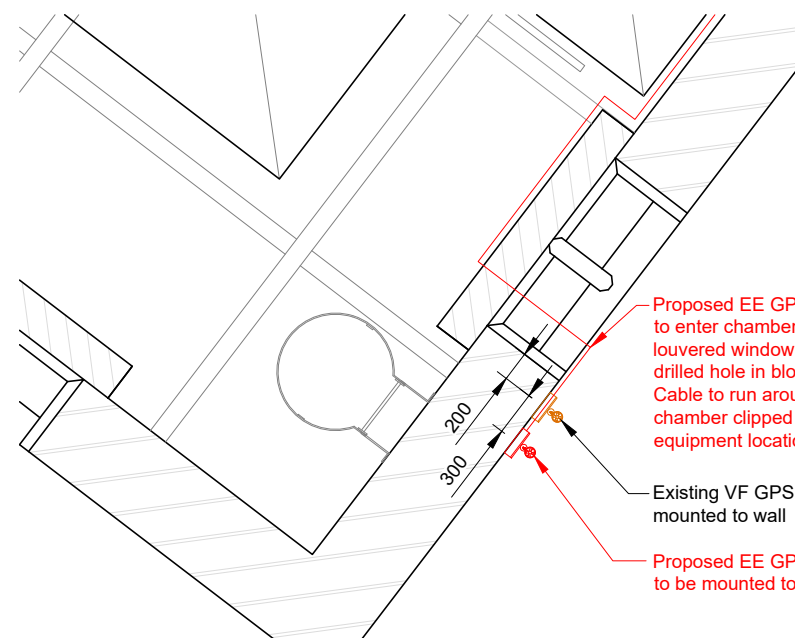 Proposed EE GP
to enter chamber
louvered window
drilled hole in blo
Cable to run arou
chamber clipped
equipment locatio
200
300
Existing VF GPS
mounted to wall
Proposed EE GP
to be mounted to